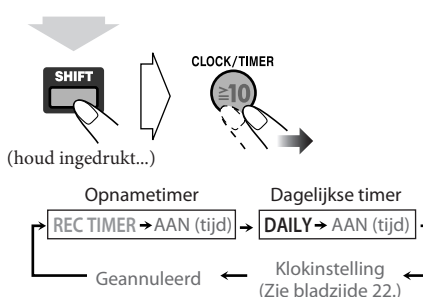 SHIFT
CLOCK/TIMER
≧10
(houd ingedrukt...)
Opnametimer
Dagelijkse timer
REC TIMER → AAN (tijd) → DAILY → AAN (tijd)
Geannuleerd ← Klokinstelling ←
(Zie bladzijde 22.)